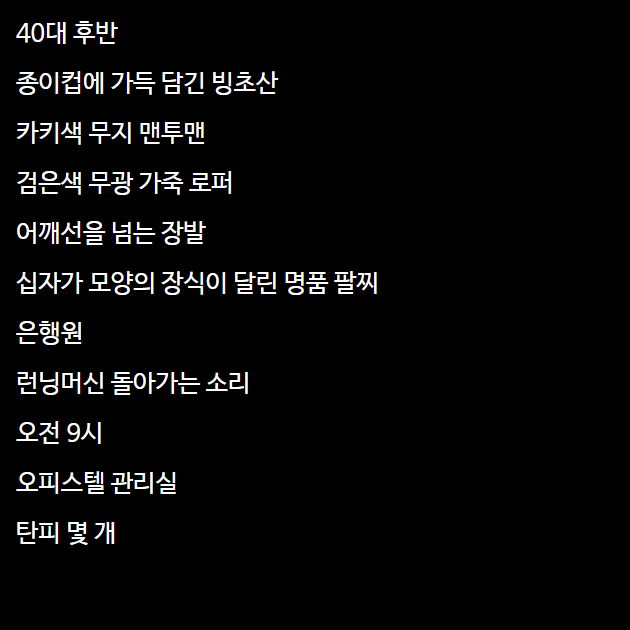 40대 후반
종이컵에 가득 담긴 빙초산
카키색 무지 맨투맨
검은색 무광 가죽 로퍼
어깨선을 넘는 장발
십자가 모양의 장식이 달린 명품 팔찌
은행원
런닝머신 돌아가는 소리
오전 9시
오피스텔 관리실
탄피 몇 개